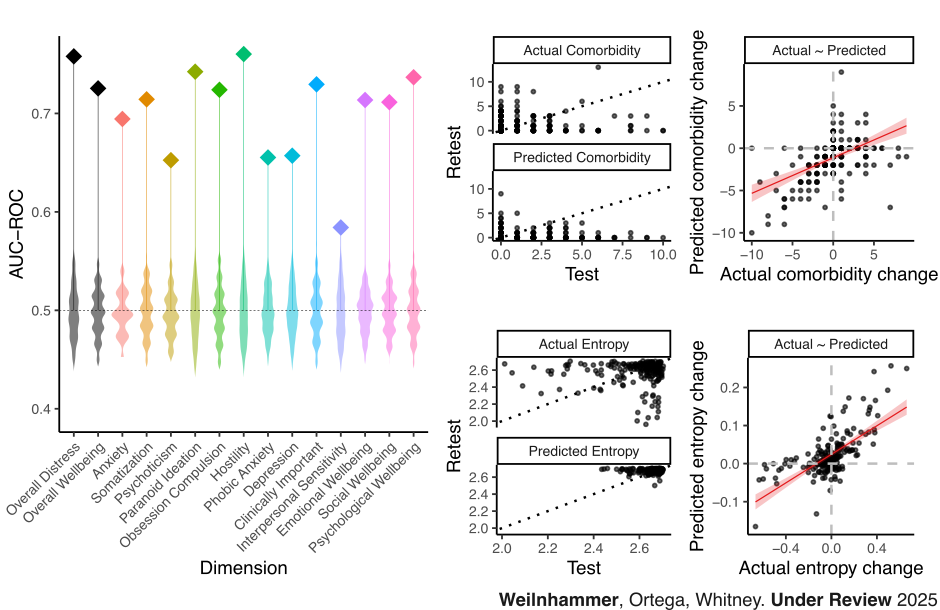 AUC−ROC
0.7
0.6
0.5
0.4
Overall Distress
Overall Wellbeing
Anxiety
Somatization
Psychoticism
Paranoid Ideation
Obsession Compulsion
Hostility
Phobic Anxiety
Depression
Clinically Important
Interpersonal Sensitivity
Emotional Wellbeing
Social Wellbeing
Psychological Wellbeing
Dimension
Actual Comorbidity
Retest
10
5
0
Predicted Comorbidity
10
5
0
0.0 2.5 5.0 7.5 10.0
Test
Actual ~ Predicted
Predicted comorbidity change
5
0
−5
−10
−10 −5 0 5
Actual comorbidity change
Actual Entropy
Retest
2.6
2.4
2.2
2.0
Predicted Entropy
2.6
2.4
2.2
2.0
2.0 2.2 2.4 2.6
Test
Actual ~ Predicted
Predicted entropy change
0.2
0.1
0.0
−0.1
−0.4 0.0 0.4
Actual entropy change
Weilnhammer, Ortega, Whitney. Under Review 2025